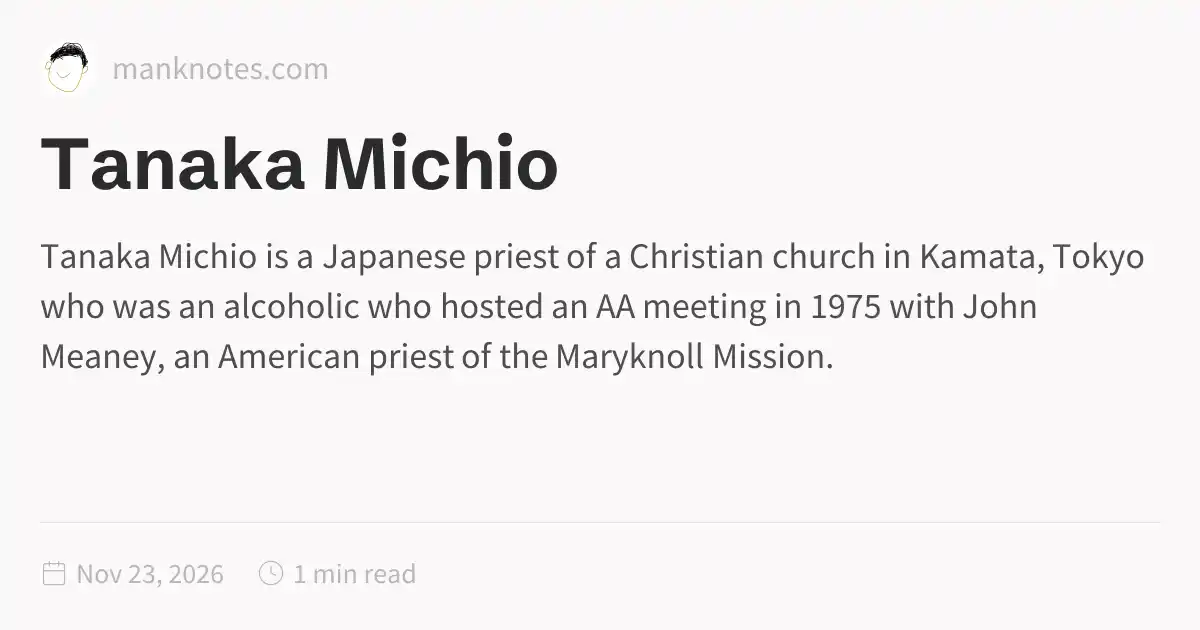 manknotes.com
Tanaka Michio
Tanaka Michio is a Japanese priest of a Christian church in Kamata, Tokyo
who was an alcoholic who hosted an AA meeting in 1975 with John
Meaney, an American priest of the Maryknoll Mission.
Nov 23, 2026 1 min read